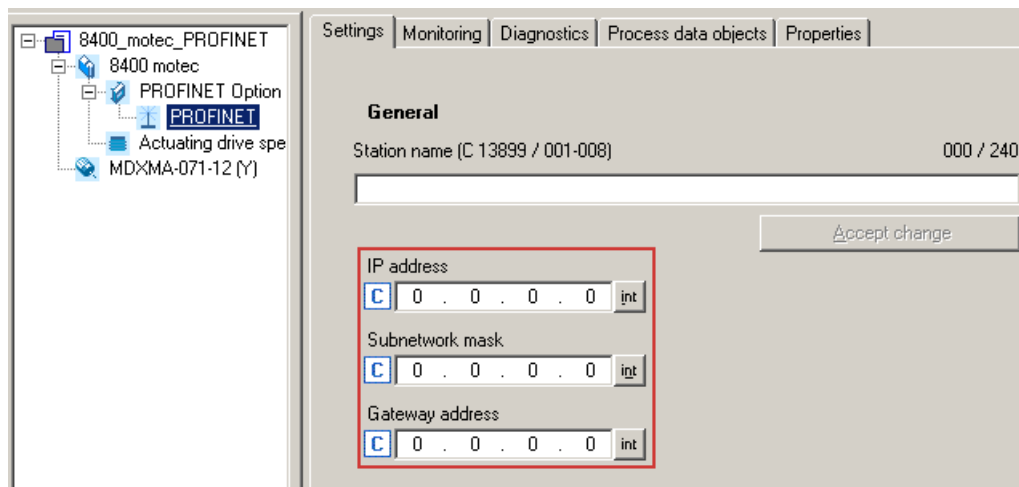 8400_motec_PROFINET
8400 motec
PROFINET Option
PROFINET
Actuating drive spe
MDXMA-071-12 (Y)
Settings Monitoring Diagnostics Process data objects Properties
General
Station name (C 13899 / 001-008) 000 / 240
Accept change
IP address
C 0 . 0 . 0 . 0 int
Subnetwork mask
C 0 . 0 . 0 . 0 int
Gateway address
C 0 . 0 . 0 . 0 int